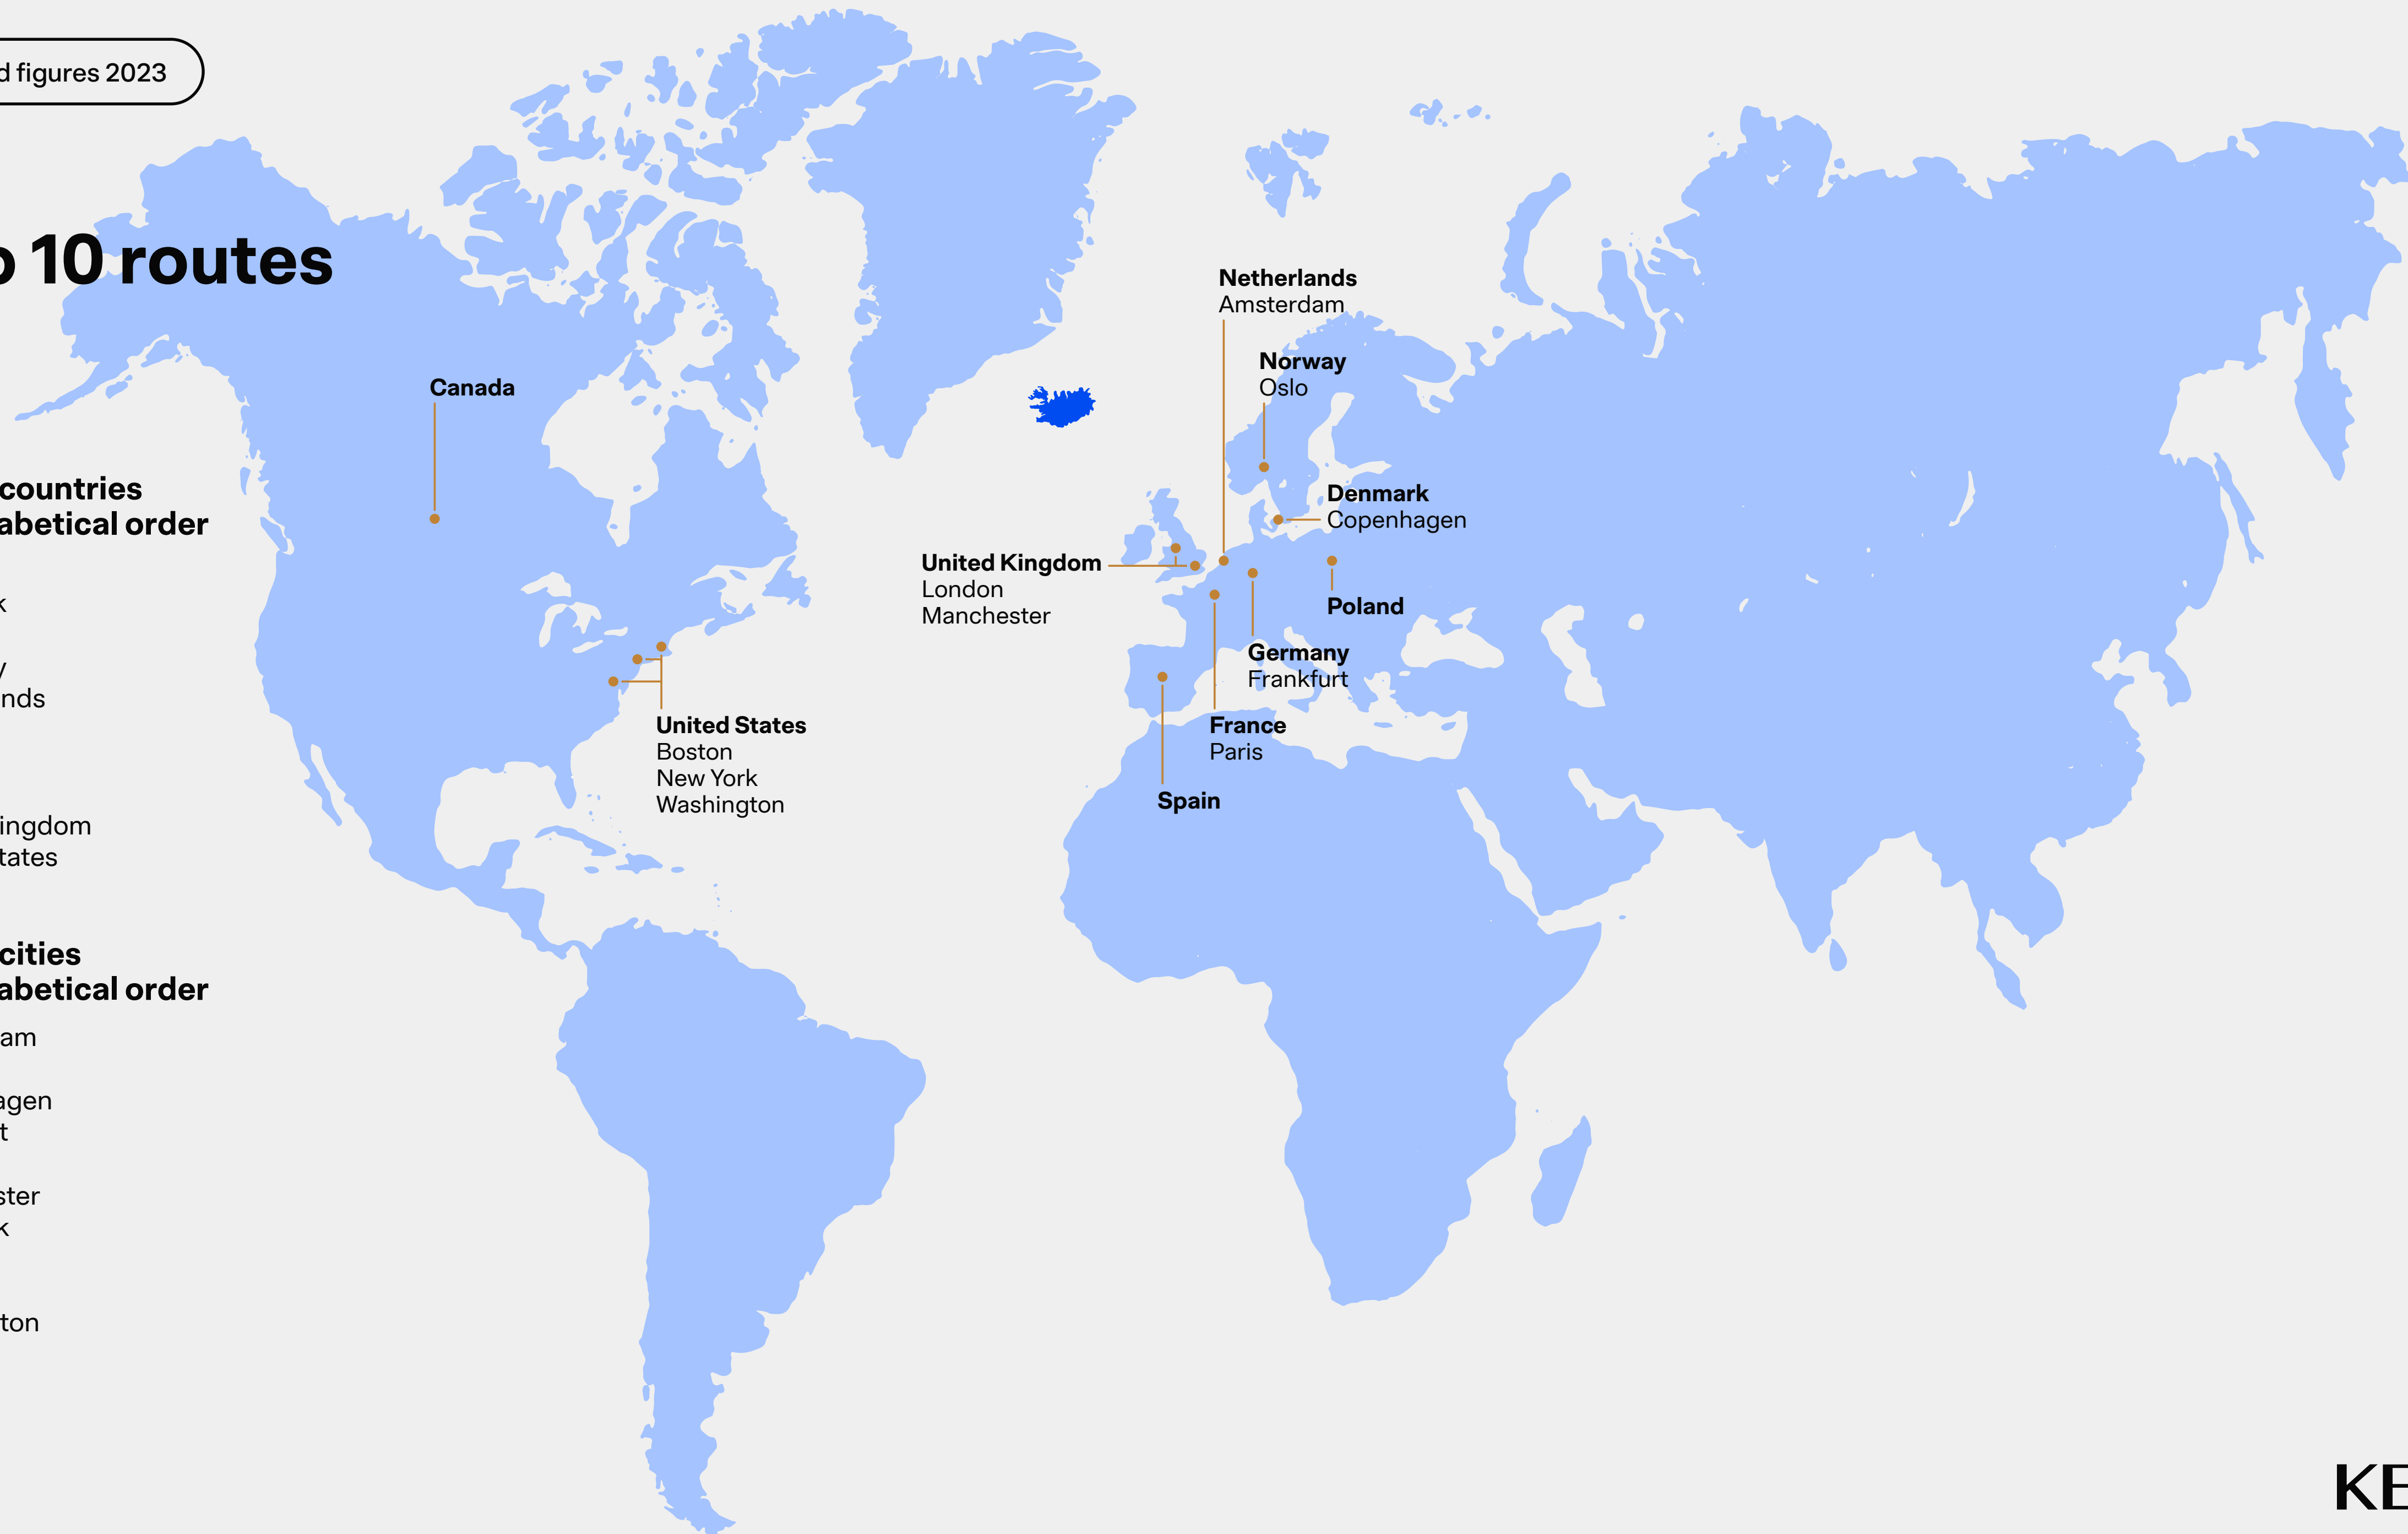 d figures 2023
p 10 routes
countries
abetical order
k
y
nds
ingdom
tates
cities
abetical order
am
agen
t
ster
k
ton
Canada
United States
Boston
New York
Washington
Netherlands
Amsterdam
Norway
Oslo
Denmark
Copenhagen
United Kingdom
London
Manchester
Poland
Germany
Frankfurt
France
Paris
Spain
KE